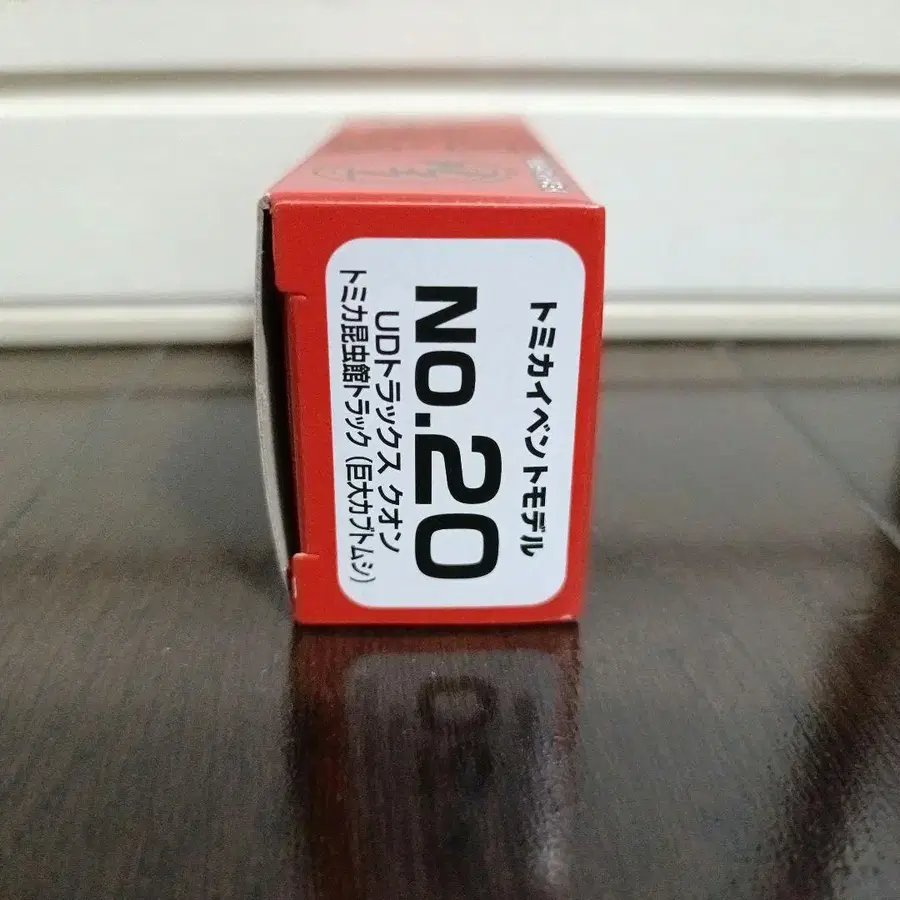 トミカイベントモデル
NO.20
UDトラックス クオン
トミカ昆虫館トラック（巨大カブトムシ）